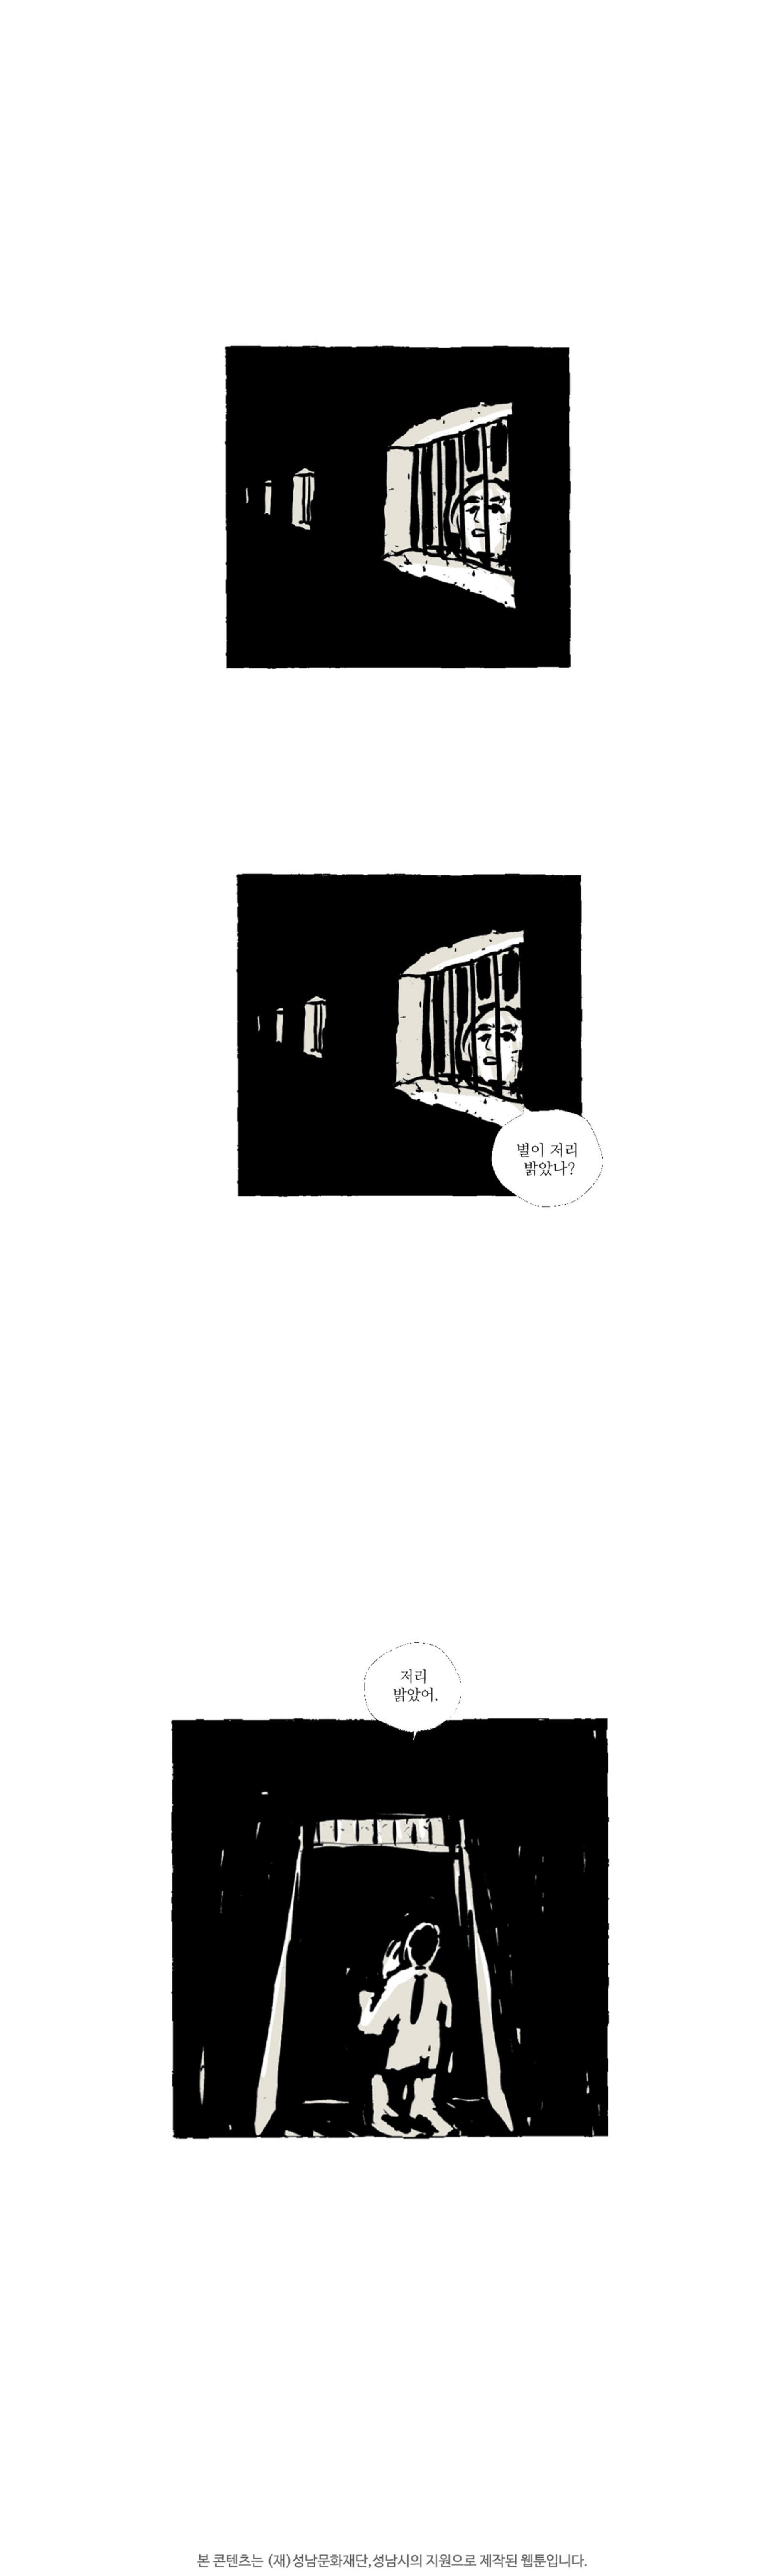 별이 저리
밝았나?
저리
밝았어.
본 콘텐츠는 (재)성남문화재단,성남시의 지원으로 제작된 웹툰입니다.